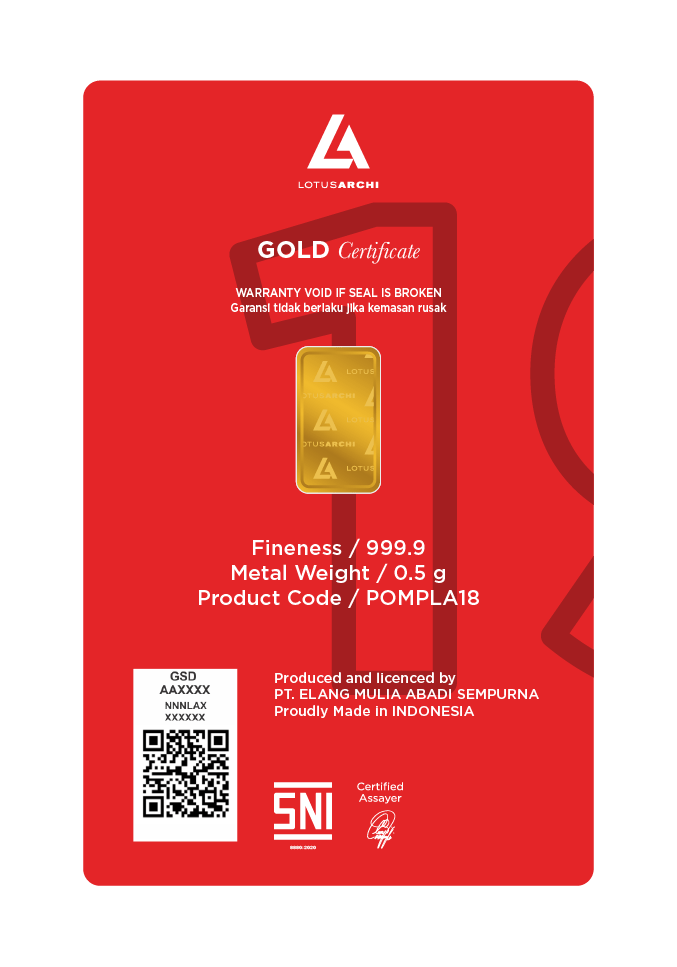 LOTUSARCHI
GOLD Certificate
WARRANTY VOID IF SEAL IS BROKEN
Garansi tidak berlaku jika kemasan rusak
LOTUS
LOTUSARCHI
OTUSARCHI
LOTUS
Fineness / 999.9
Metal Weight / 0.5 g
Product Code / POMPLA18
GSD
AAXXXX
NNNLAX
XXXXXX
Produced and licenced by
PT. ELANG MULIA ABADI SEMPURNA
Proudly Made in INDONESIA
SNI
Certified
Assayer